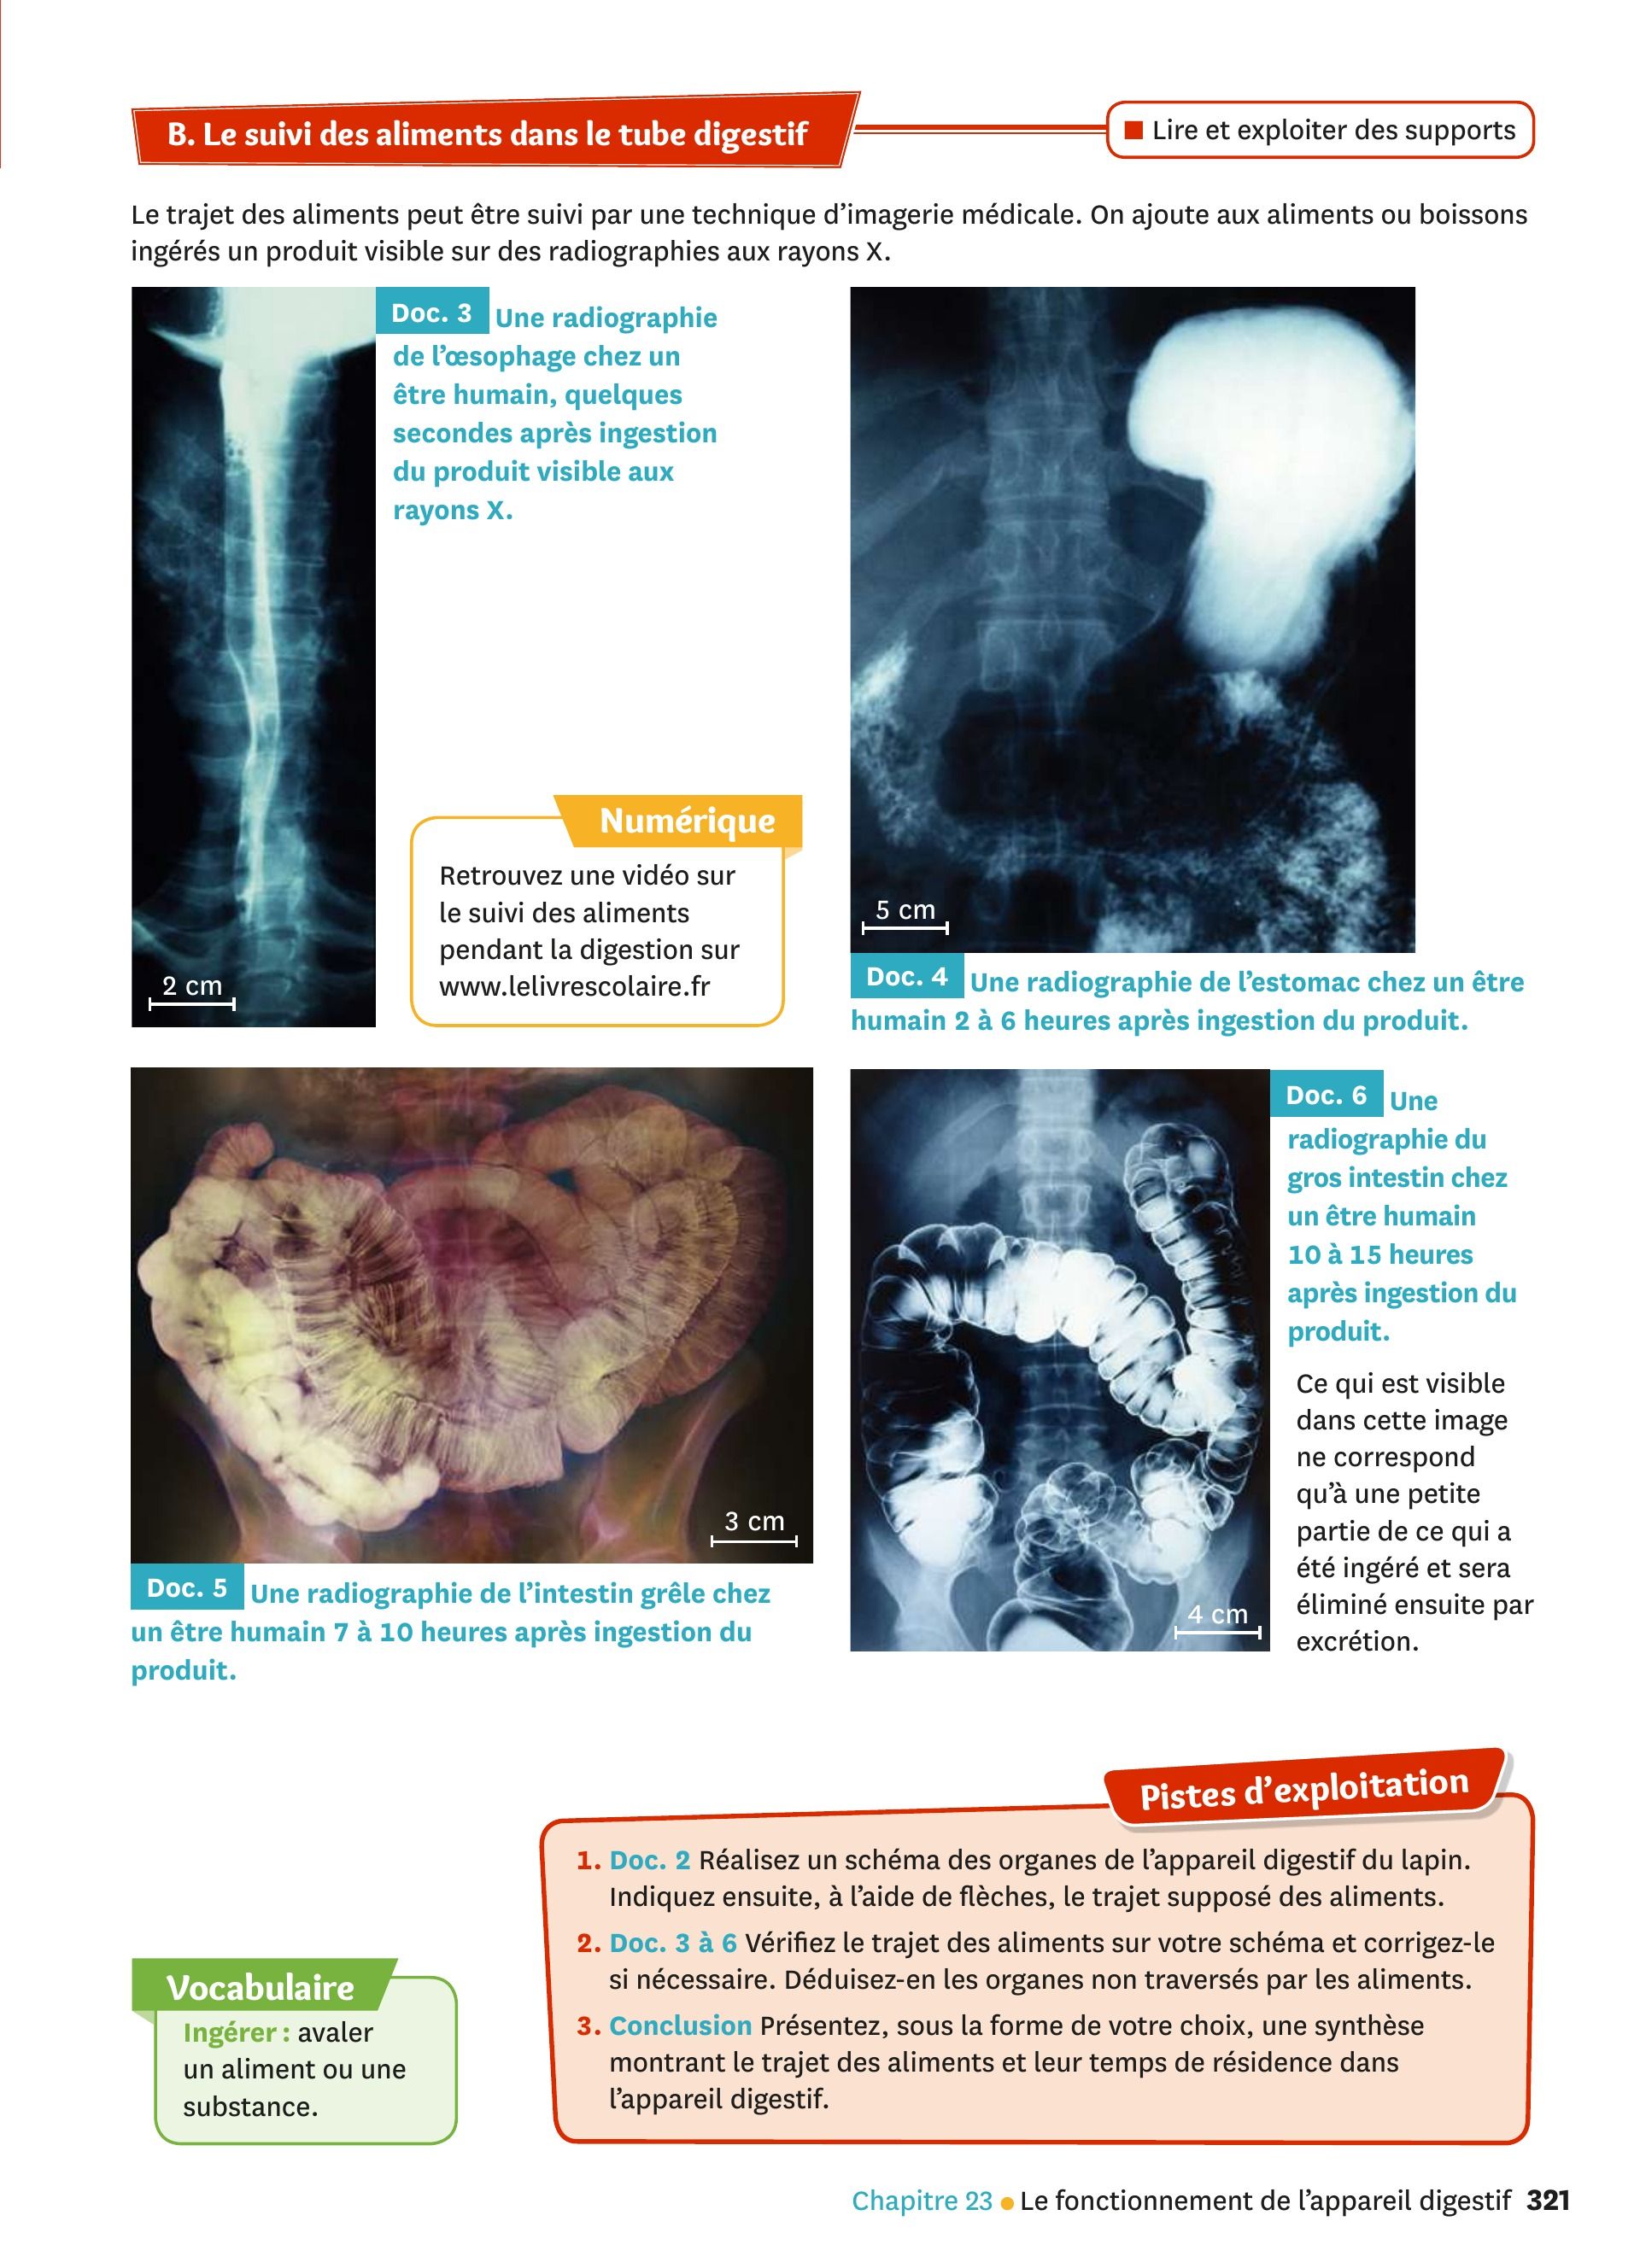 B. Le suivi des aliments dans le tube digestif
Lire et exploiter des supports
Le trajet des aliments peut être suivi par une technique d’imagerie médicale. On ajoute aux aliments ou boissons
ingérés un produit visible sur des radiographies aux rayons X.
Doc. 3 Une radiographie
de l’œsophage chez un
être humain, quelques
secondes après ingestion
du produit visible aux
rayons X.
2 cm
Numérique
Retrouvez une vidéo sur
le suivi des aliments
pendant la digestion sur
www.lelivrescolaire.fr
5 cm
Doc. 4 Une radiographie de l’estomac chez un être
humain 2 à 6 heures après ingestion du produit.
3 cm
Doc. 5 Une radiographie de l’intestin grêle chez
un être humain 7 à 10 heures après ingestion du
produit.
4 cm
Doc. 6 Une
radiographie du
gros intestin chez
un être humain
10 à 15 heures
après ingestion du
produit.
Ce qui est visible
dans cette image
ne correspond
qu’à une petite
partie de ce qui a
été ingéré et sera
éliminé ensuite par
excrétion.
Vocabulaire
Ingérer : avaler
un aliment ou une
substance.
Pistes d’exploitation
1. Doc. 2 Réalisez un schéma des organes de l’appareil digestif du lapin.
Indiquez ensuite, à l’aide de flèches, le trajet supposé des aliments.
2. Doc. 3 à 6 Vérifiez le trajet des aliments sur votre schéma et corrigez-le
si nécessaire. Déduisez-en les organes non traversés par les aliments.
3. Conclusion Présentez, sous la forme de votre choix, une synthèse
montrant le trajet des aliments et leur temps de résidence dans
l’appareil digestif.
Chapitre 23 • Le fonctionnement de l’appareil digestif 321